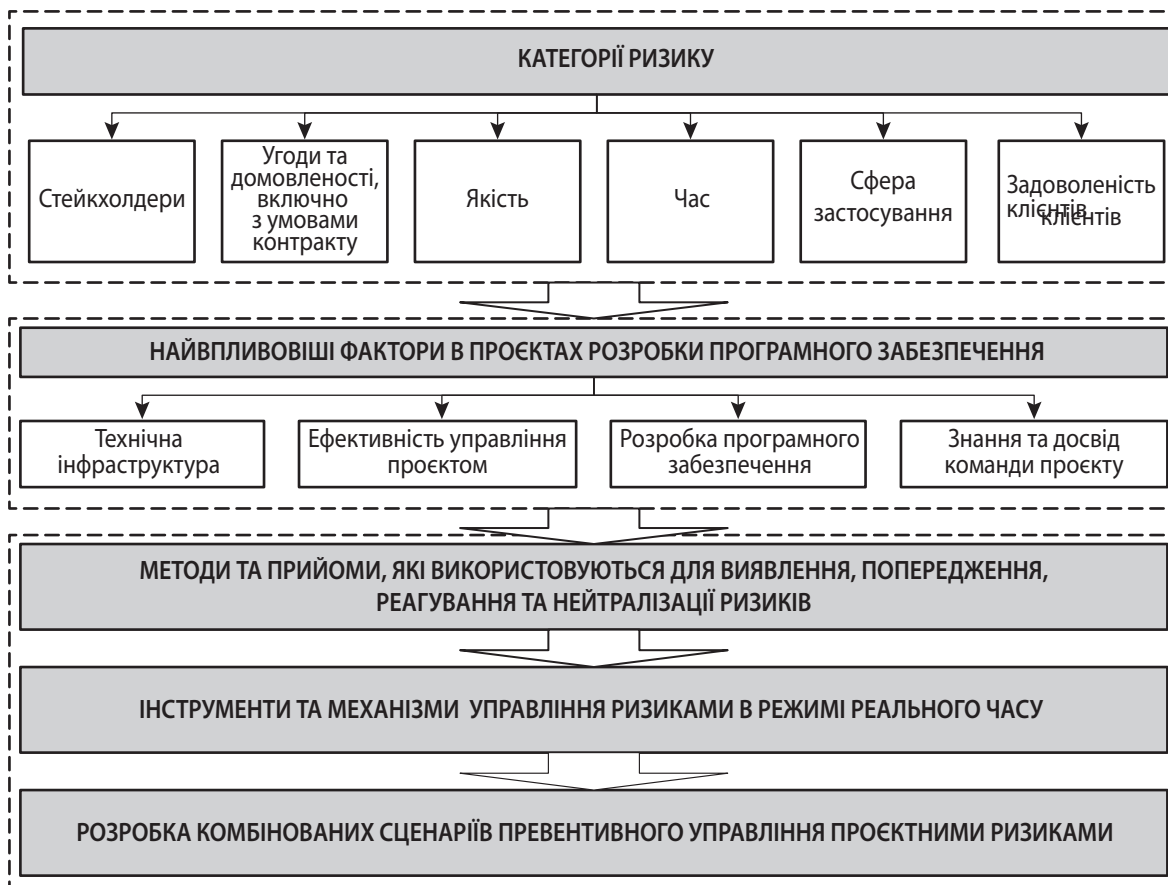 КАТЕГОРІЇ РИЗИКУ
Стейкхолдери
Угоди та
домовленості,
включно
з умовами
контракту
Якість
Час
Сфера
застосування
Задоволеність
клієнтів
клієнтів
НАЙВПЛИВОВІШІ ФАКТОРИ В ПРОЄКТАХ РОЗРОБКИ ПРОГРАМНОГО ЗАБЕЗПЕЧЕННЯ
Технічна
інфраструктура
Ефективність управління
проєктом
Розробка програмного
забезпечення
Знання та досвід
команди проєкту
МЕТОДИ ТА ПРИЙОМИ, ЯКІ ВИКОРИСТОВУЮТЬСЯ ДЛЯ ВИЯВЛЕННЯ, ПОПЕРЕДЖЕННЯ,
РЕАГУВАННЯ ТА НЕЙТРАЛІЗАЦІЇ РИЗИКІВ
ІНСТРУМЕНТИ ТА МЕХАНІЗМИ УПРАВЛІННЯ РИЗИКАМИ В РЕЖИМІ РЕАЛЬНОГО ЧАСУ
РОЗРОБКА КОМБІНОВАНИХ СЦЕНАРІЇВ ПРЕВЕНТИВНОГО УПРАВЛІННЯ ПРОЄКТНИМИ РИЗИКАМИ